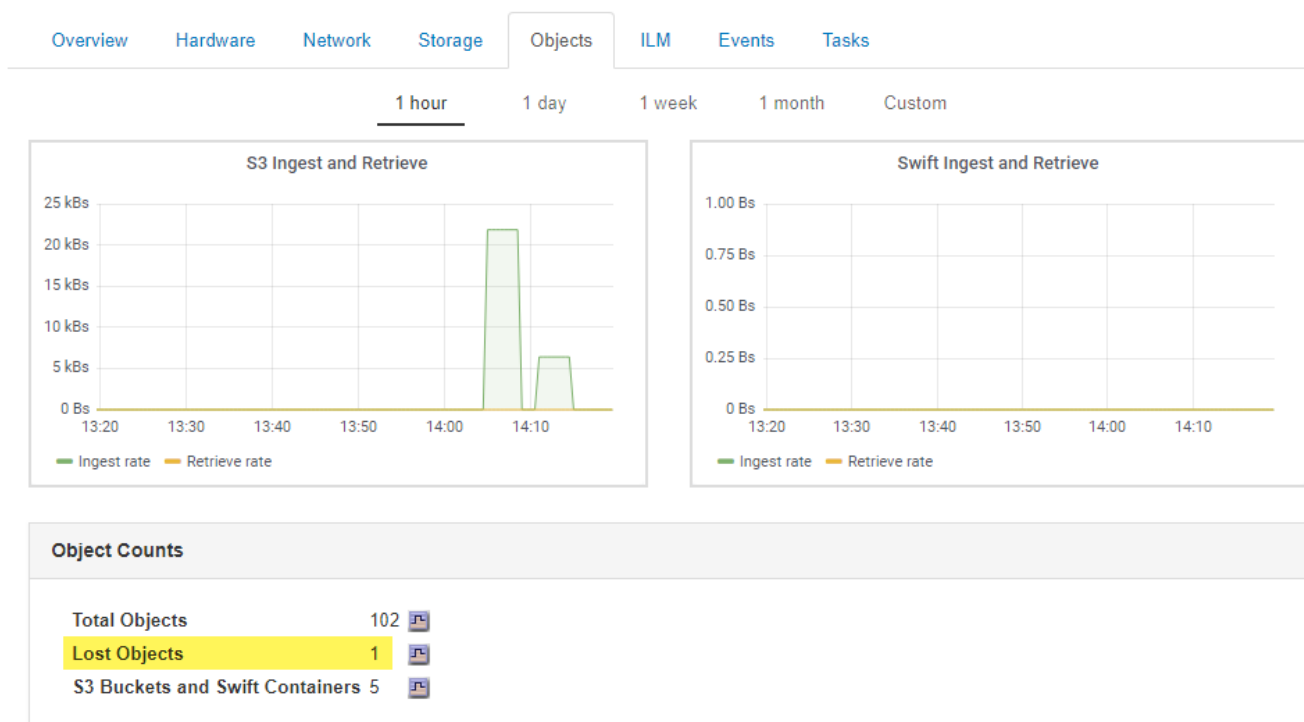 Overview Hardware Network Storage Objects ILM Events Tasks
1 hour 1 day 1 week 1 month Custom
S3 Ingest and Retrieve
25 kBs
20 kBs
15 kBs
10 kBs
5 kBs
0 Bs
13:20 13:30 13:40 13:50 14:00 14:10
Ingest rate Retrieve rate
Swift Ingest and Retrieve
1.00 Bs
0.75 Bs
0.50 Bs
0.25 Bs
0 Bs
13:20 13:30 13:40 13:50 14:00 14:10
Ingest rate Retrieve rate
Object Counts
Total Objects 102
Lost Objects 1
S3 Buckets and Swift Containers 5